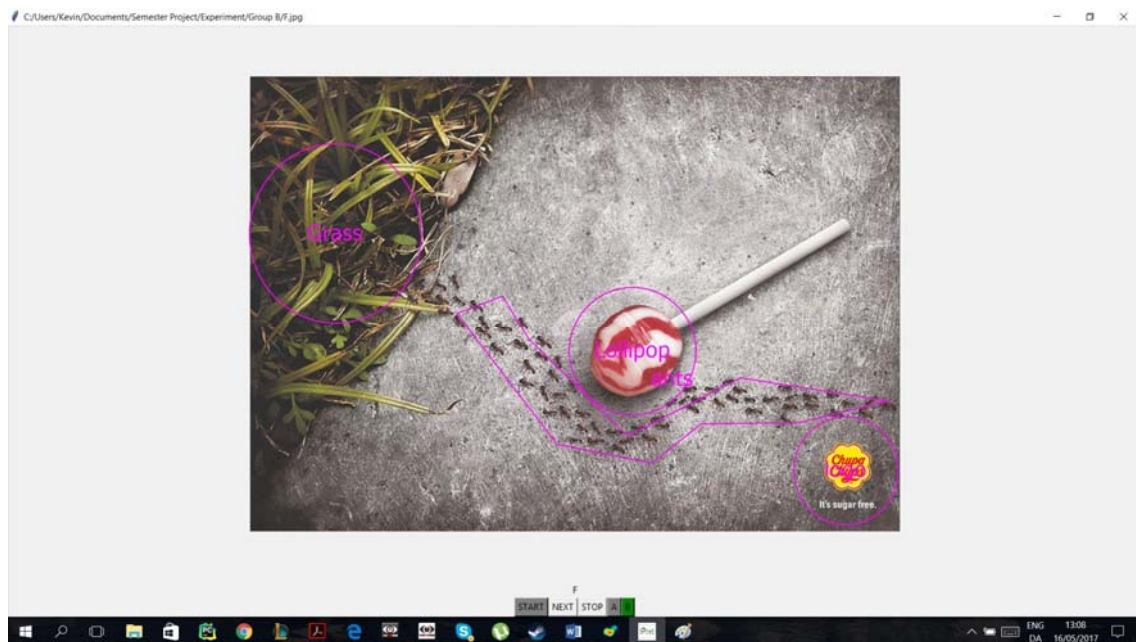 C:/Users/Kevin/Documents/Semester Project/Experiment/Group B/F.jpg
Grass
Lollipop
ants
Chupa
Chups
It's sugar free.
F
START NEXT STOP A B
ENG
DA
13:08
16/05/2017